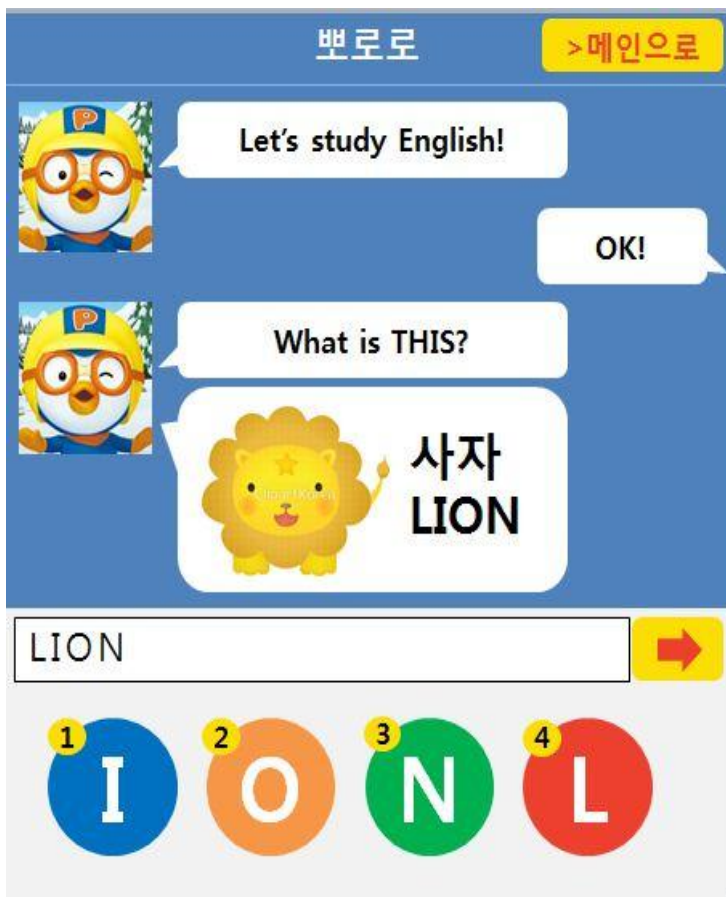 뽀로로
>메인으로
P
Let's study English!
OK!
P
What is THIS?
사자
LION
ClipartKorea
LION
1
2
3
4
I
O
N
L